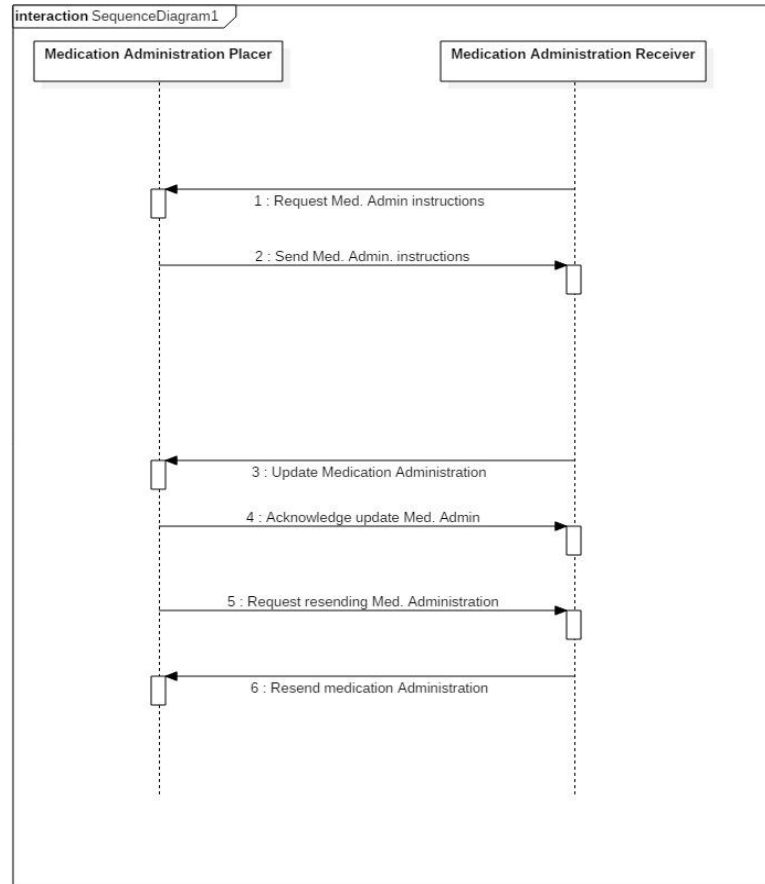 interaction SequenceDiagram1
Medication Administration Placer
Medication Administration Receiver
1 : Request Med. Admin instructions
2 : Send Med. Admin. instructions
3 : Update Medication Administration
4 : Acknowledge update Med. Admin
5 : Request resending Med. Administration
6 : Resend medication Administration